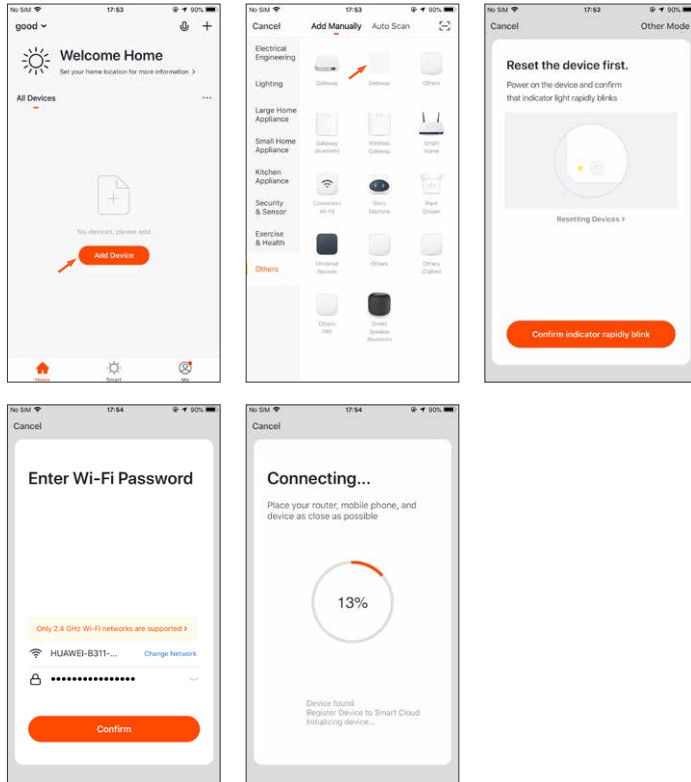 No SIM 17:53 90%
good
Welcome Home
Set your home location for more information >
All Devices
No devices, please add
Add Device
Home Smart Me
No SIM 17:53 90%
Cancel Add Manually Auto Scan
Electrical
Engineering
Lighting
Large Home
Appliance
Small Home
Appliance
Kitchen
Appliance
Security
& Sensor
Exercise
& Health
Others
Gateway Gateway Others
Gateway
(Bluetooth)
Wireless
Gateway
Smart
Home
Connector(
Wi-Fi)
Story
Machine
Plant
Universal
Remote
Others
Others
(Zigbee)
Others
Smart
Speaker
(Bluetooth)
No SIM 17:53 90%
Cancel Other Mode
Reset the device first.
Power on the device and confirm
that indicator light rapidly blinks
Resetting Devices >
Confirm indicator rapidly blink
No SIM 17:54 90%
Cancel
Enter Wi-Fi Password
Only 2.4 GHz Wi-Fi networks are supported >
HUAWEI-B311-... Change Network
Confirm
No SIM 17:54 90%
Cancel
Connecting...
Place your router, mobile phone, and
device as close as possible
13%
Device found
Register Device to Smart Cloud
Initializing device...